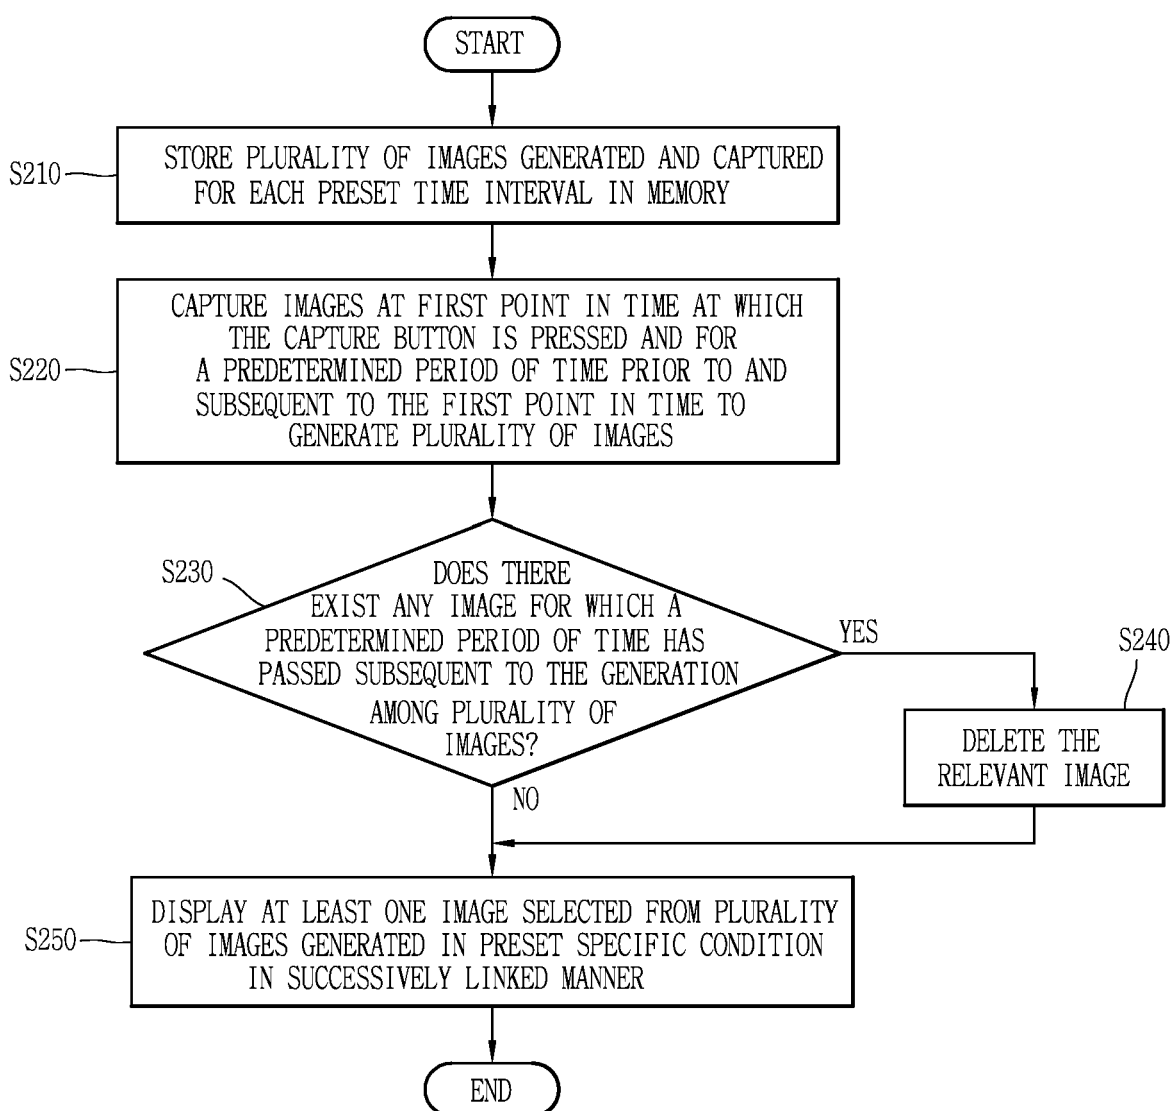 START
S210
STORE PLURALITY OF IMAGES GENERATED AND CAPTURED
FOR EACH PRESET TIME INTERVAL IN MEMORY
S220
CAPTURE IMAGES AT FIRST POINT IN TIME AT WHICH
THE CAPTURE BUTTON IS PRESSED AND FOR
A PREDETERMINED PERIOD OF TIME PRIOR TO AND
SUBSEQUENT TO THE FIRST POINT IN TIME TO
GENERATE PLURALITY OF IMAGES
S230
DOES THERE
EXIST ANY IMAGE FOR WHICH A
PREDETERMINED PERIOD OF TIME HAS
PASSED SUBSEQUENT TO THE GENERATION
AMONG PLURALITY OF
IMAGES?
YES
S240
DELETE THE
RELEVANT IMAGE
NO
S250
DISPLAY AT LEAST ONE IMAGE SELECTED FROM PLURALITY
OF IMAGES GENERATED IN PRESET SPECIFIC CONDITION
IN SUCCESSIVELY LINKED MANNER
END